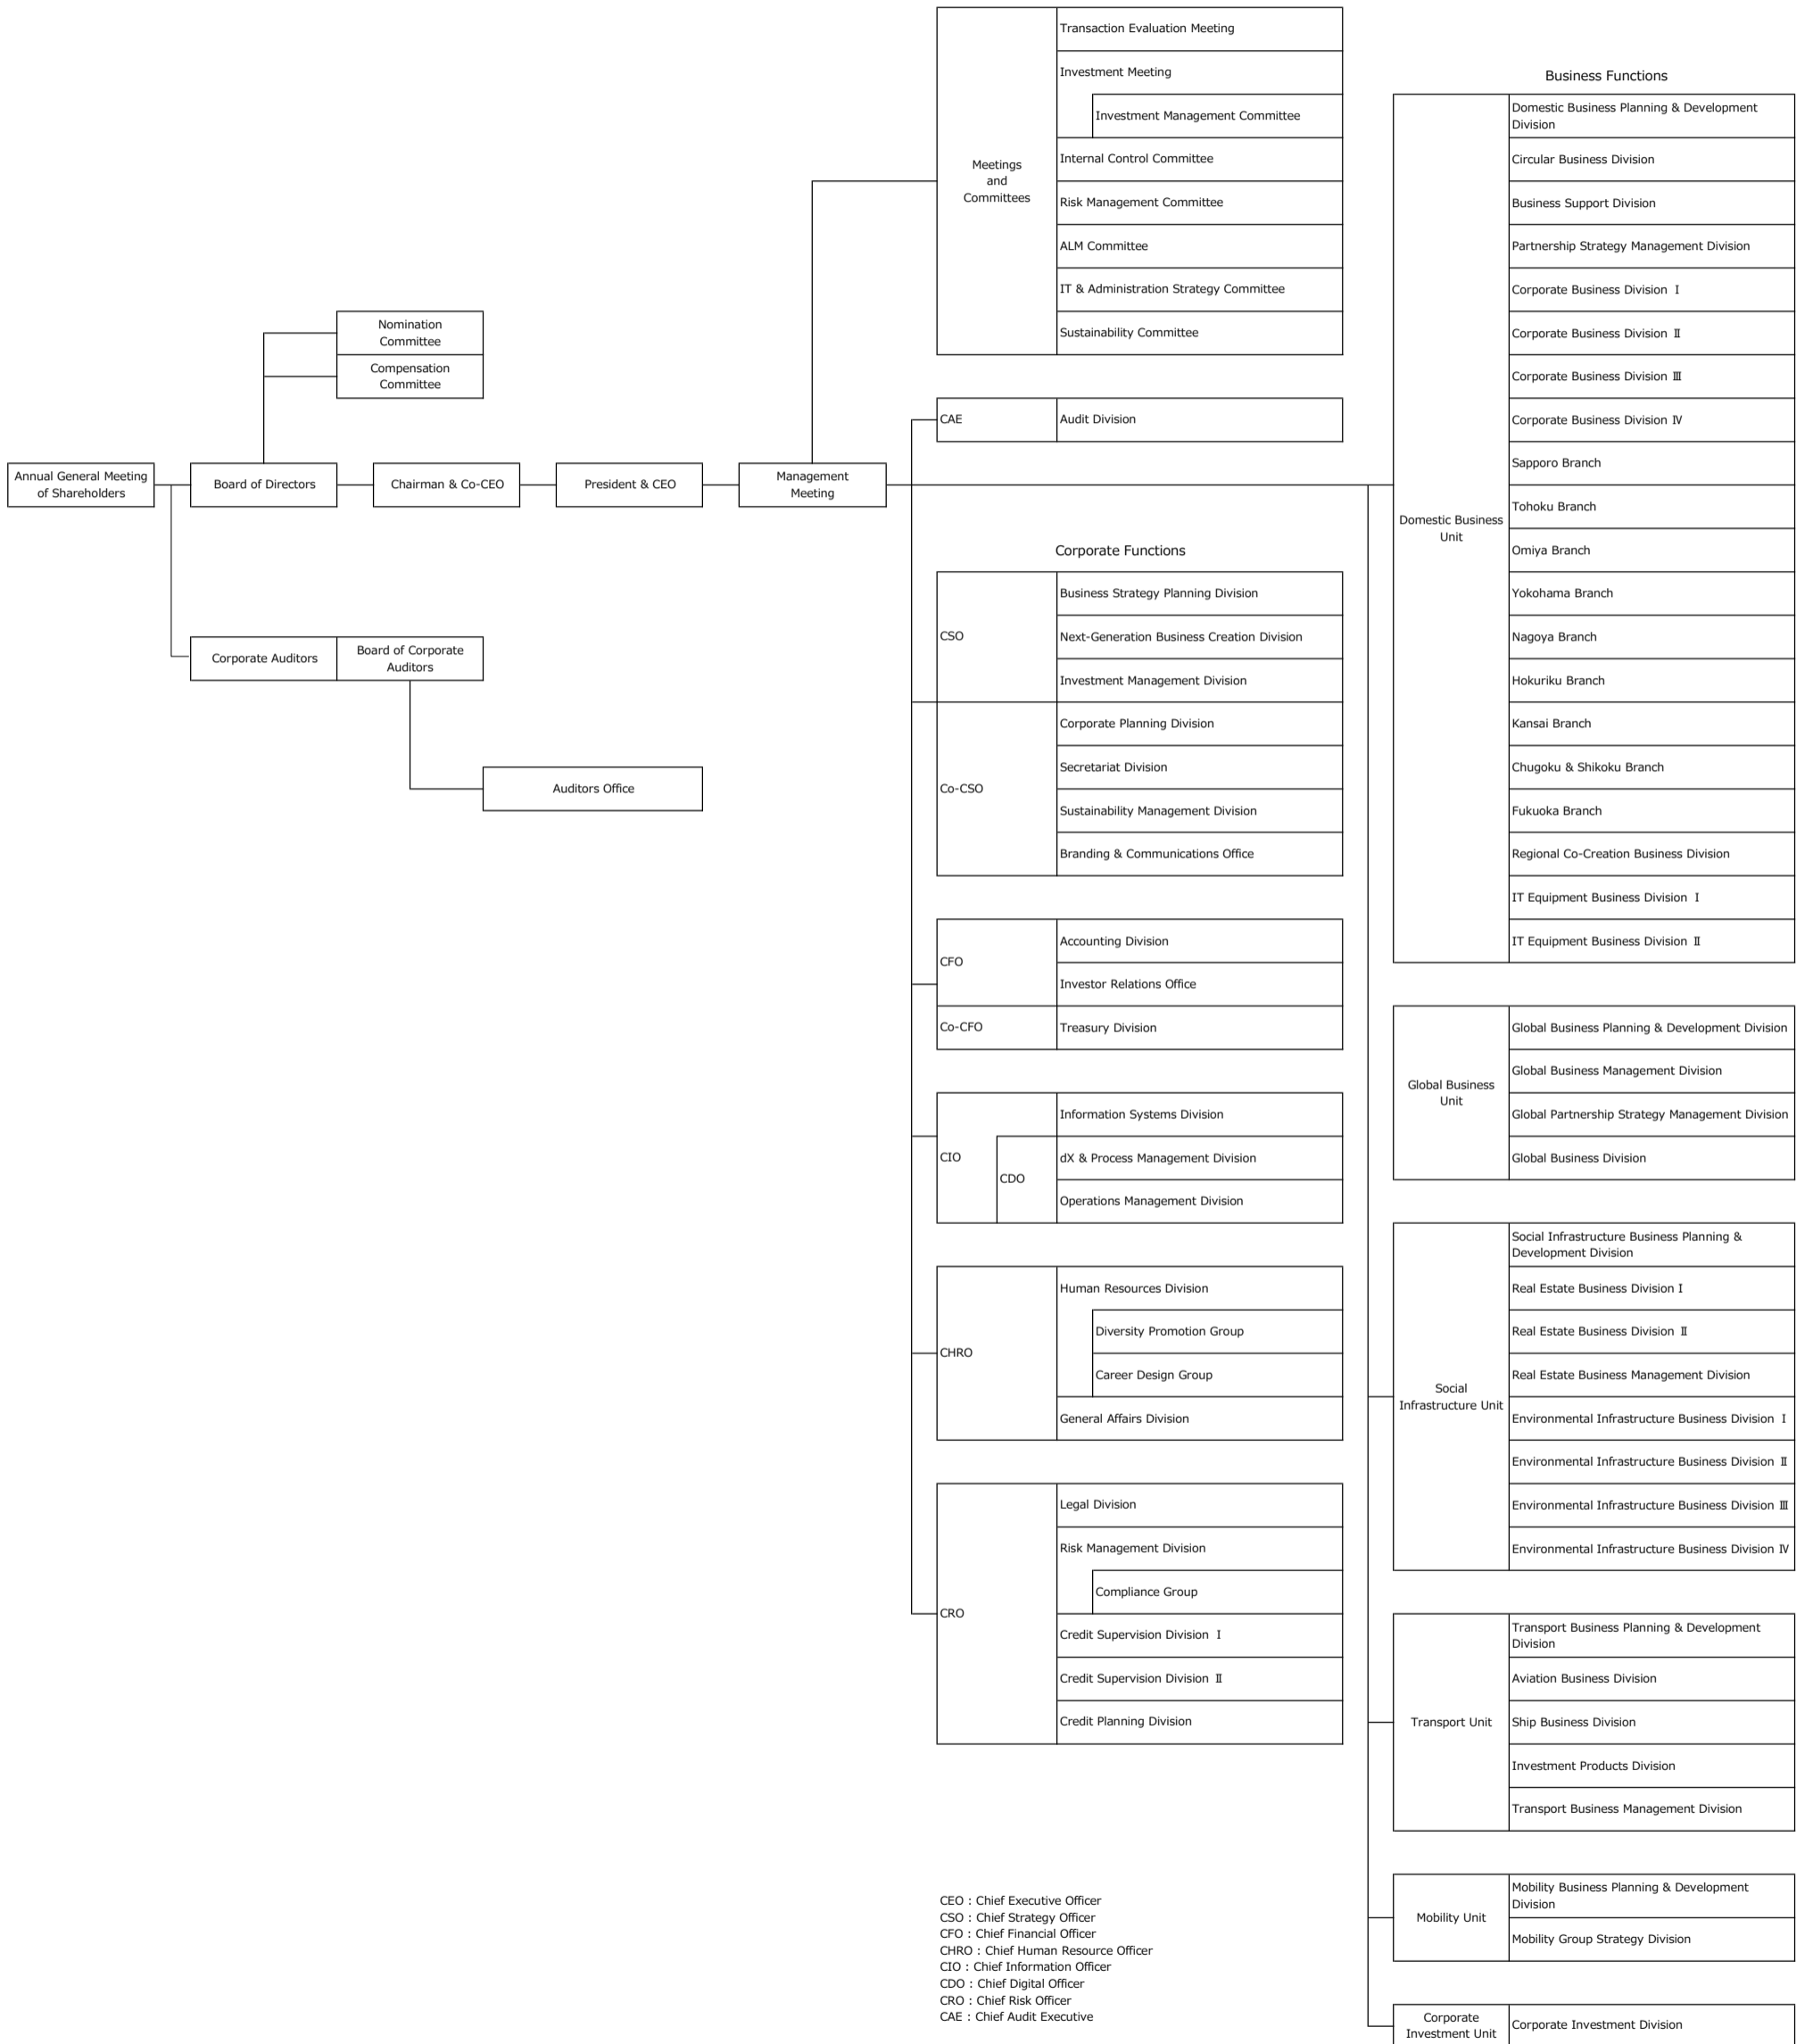 Annual General Meeting
of Shareholders
Board of Directors
Nomination
Committee
Compensation
Committee
Chairman & Co-CEO
President & CEO
Management
Meeting
Corporate Auditors
Board of Corporate
Auditors
Auditors Office
Meetings
and
Committees
Transaction Evaluation Meeting
Investment Meeting
Investment Management Committee
Internal Control Committee
Risk Management Committee
ALM Committee
IT & Administration Strategy Committee
Sustainability Committee
CAE
Audit Division
Corporate Functions
CSO
Business Strategy Planning Division
Next-Generation Business Creation Division
Investment Management Division
Co-CSO
Corporate Planning Division
Secretariat Division
Sustainability Management Division
Branding & Communications Office
CFO
Accounting Division
Investor Relations Office
Co-CFO
Treasury Division
CIO
Information Systems Division
CDO
dX & Process Management Division
Operations Management Division
CHRO
Human Resources Division
Diversity Promotion Group
Career Design Group
General Affairs Division
CRO
Legal Division
Risk Management Division
Compliance Group
Credit Supervision Division Ⅰ
Credit Supervision Division Ⅱ
Credit Planning Division
CEO : Chief Executive Officer
CSO : Chief Strategy Officer
CFO : Chief Financial Officer
CHRO : Chief Human Resource Officer
CIO : Chief Information Officer
CDO : Chief Digital Officer
CRO : Chief Risk Officer
CAE : Chief Audit Executive
Business Functions
Domestic Business
Unit
Domestic Business Planning & Development
Division
Circular Business Division
Business Support Division
Partnership Strategy Management Division
Corporate Business Division Ⅰ
Corporate Business Division Ⅱ
Corporate Business Division Ⅲ
Corporate Business Division Ⅳ
Sapporo Branch
Tohoku Branch
Omiya Branch
Yokohama Branch
Nagoya Branch
Hokuriku Branch
Kansai Branch
Chugoku & Shikoku Branch
Fukuoka Branch
Regional Co-Creation Business Division
IT Equipment Business Division Ⅰ
IT Equipment Business Division Ⅱ
Global Business
Unit
Global Business Planning & Development Division
Global Business Management Division
Global Partnership Strategy Management Division
Global Business Division
Social
Infrastructure Unit
Social Infrastructure Business Planning &
Development Division
Real Estate Business Division Ⅰ
Real Estate Business Division Ⅱ
Real Estate Business Management Division
Environmental Infrastructure Business Division Ⅰ
Environmental Infrastructure Business Division Ⅱ
Environmental Infrastructure Business Division Ⅲ
Environmental Infrastructure Business Division Ⅳ
Transport Unit
Transport Business Planning & Development
Division
Aviation Business Division
Ship Business Division
Investment Products Division
Transport Business Management Division
Mobility Unit
Mobility Business Planning & Development
Division
Mobility Group Strategy Division
Corporate
Investment Unit
Corporate Investment Division